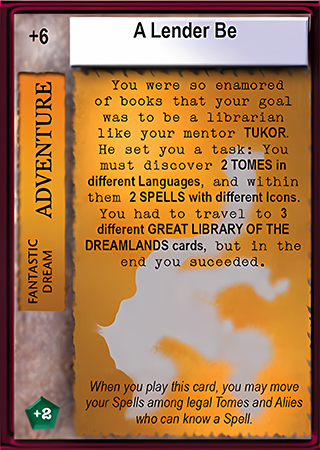 +6
A Lender Be
FANTASTIC
DREAM
ADVENTURE
You were so enamored
of books that your goal
was to be a librarian
like your mentor TUKOR.
He set you a task: You
must discover 2 TOMES in
different Languages, and within
them 2 SPELLS with different Icons.
You had to travel to 3
different GREAT LIBRARY OF THE
DREAMLANDS cards, but in the
end you suceeded.
When you play this card, you may move
your Spells among legal Tomes and Allies
who can know a Spell.
+2